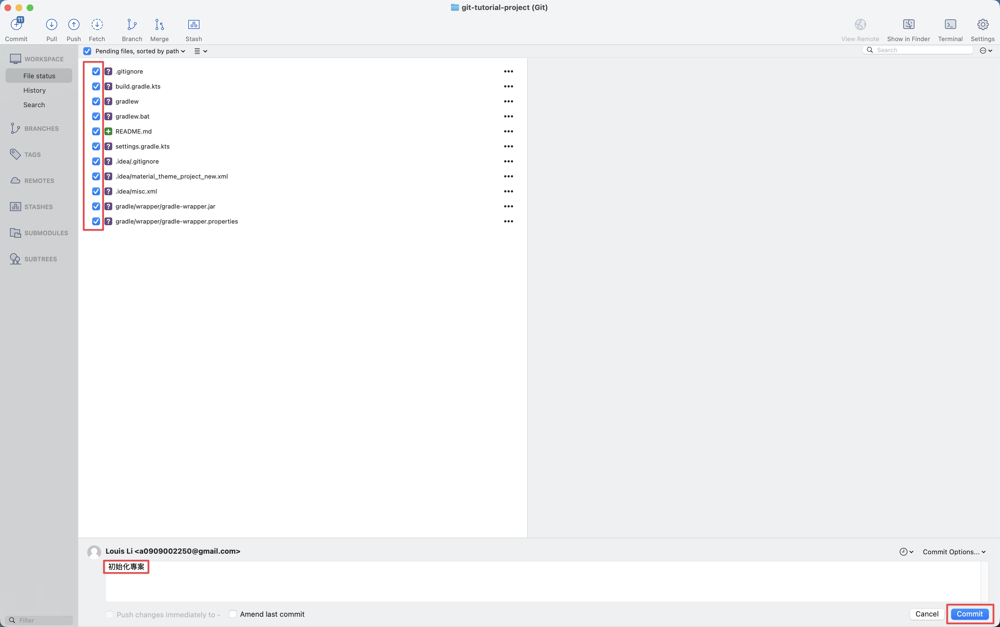 git-tutorial-project (Git)
11
Commit Pull Push Fetch Branch Merge Stash View Remote Show in Finder Terminal Settings
WORKSPACE
File status
History
Search
BRANCHES
TAGS
REMOTES
STASHES
SUBMODULES
SUBTREES
Filter
Pending files, sorted by path
Search
? .gitignore
? build.gradle.kts
? gradlew
? gradlew.bat
+ README.md
? settings.gradle.kts
? .idea/.gitignore
? .idea/material_theme_project_new.xml
? .idea/misc.xml
? gradle/wrapper/gradle-wrapper.jar
? gradle/wrapper/gradle-wrapper.properties
Louis Li <a0909002250@gmail.com>
Commit Options...
初始化專案
Push changes immediately to -
Amend last commit
Cancel
Commit